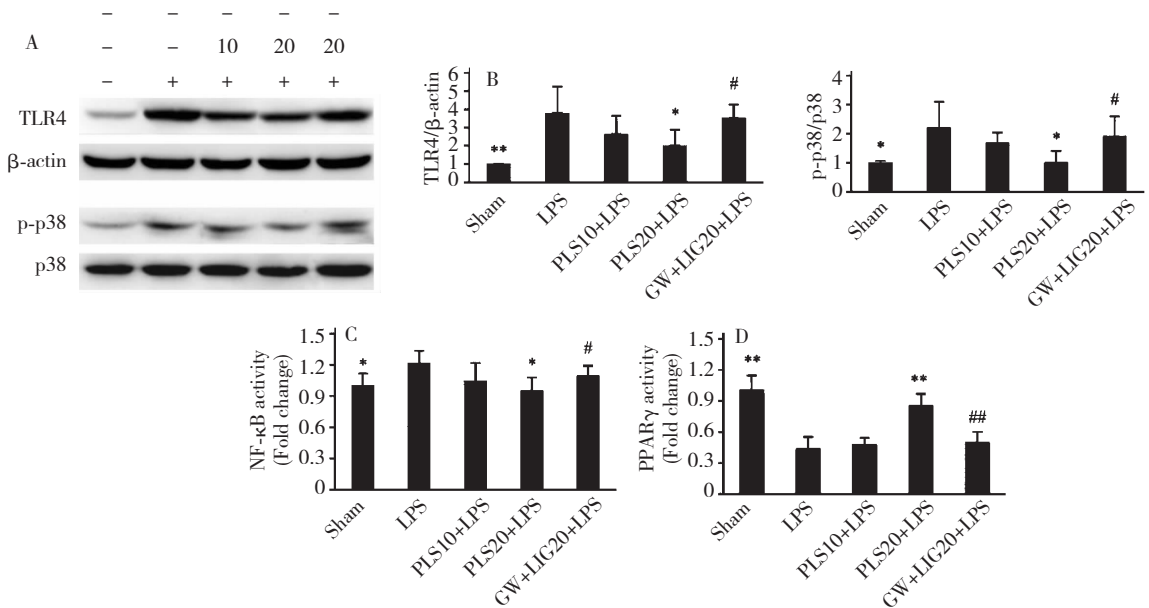 – – – – –
A – – 10 20 20
– + + + +
TLR4
β-actin
p-p38
p38
B
TLR4/β-actin
6
5
4
3
2
1
0
**
*
#
Sham
LPS
PLS10+LPS
PLS20+LPS
GW+LIG20+LPS
p-p38/p38
4
3
2
1
0
*
*
#
Sham
LPS
PLS10+LPS
PLS20+LPS
GW+LIG20+LPS
C
NF-κB activity
(Fold change)
1.5
1.2
0.9
0.6
0.3
0
*
*
#
Sham
LPS
PLS10+LPS
PLS20+LPS
GW+LIG20+LPS
D
PPARγ activity
(Fold change)
1.5
1.2
0.9
0.6
0.3
0
**
**
##
Sham
LPS
PLS10+LPS
PLS20+LPS
GW+LIG20+LPS